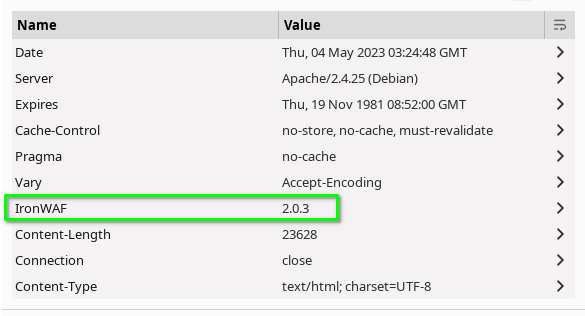 Name Value
Date Thu, 04 May 2023 03:24:48 GMT
Server Apache/2.4.25 (Debian)
Expires Thu, 19 Nov 1981 08:52:00 GMT
Cache-Control no-store, no-cache, must-revalidate
Pragma no-cache
Vary Accept-Encoding
IronWAF 2.0.3
Content-Length 23628
Connection close
Content-Type text/html; charset=UTF-8